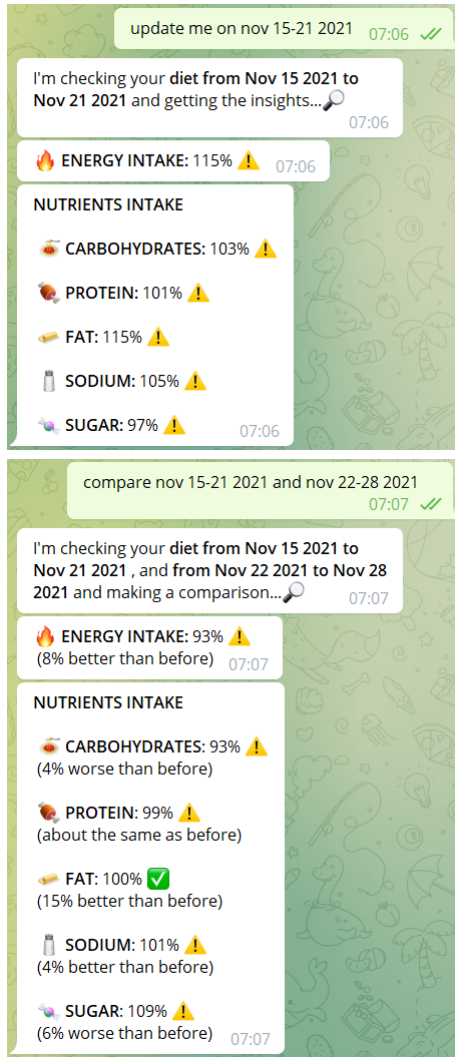 update me on nov 15-21 2021 07:06
I'm checking your diet from Nov 15 2021 to
Nov 21 2021 and getting the insights...🔎
07:06
🔥 ENERGY INTAKE: 115% ⚠️ 07:06
NUTRIENTS INTAKE
🍝 CARBOHYDRATES: 103% ⚠️
🍖 PROTEIN: 101% ⚠️
🧈 FAT: 115% ⚠️
🧂 SODIUM: 105% ⚠️
🍬 SUGAR: 97% ⚠️ 07:06
compare nov 15-21 2021 and nov 22-28 2021
07:07
I'm checking your diet from Nov 15 2021 to
Nov 21 2021 , and from Nov 22 2021 to Nov 28
2021 and making a comparison...🔎 07:07
🔥 ENERGY INTAKE: 93% ⚠️
(8% better than before) 07:07
NUTRIENTS INTAKE
🍝 CARBOHYDRATES: 93% ⚠️
(4% worse than before)
🍖 PROTEIN: 99% ⚠️
(about the same as before)
🧈 FAT: 100% ✅
(15% better than before)
🧂 SODIUM: 101% ⚠️
(4% better than before)
🍬 SUGAR: 109% ⚠️
(6% worse than before) 07:07